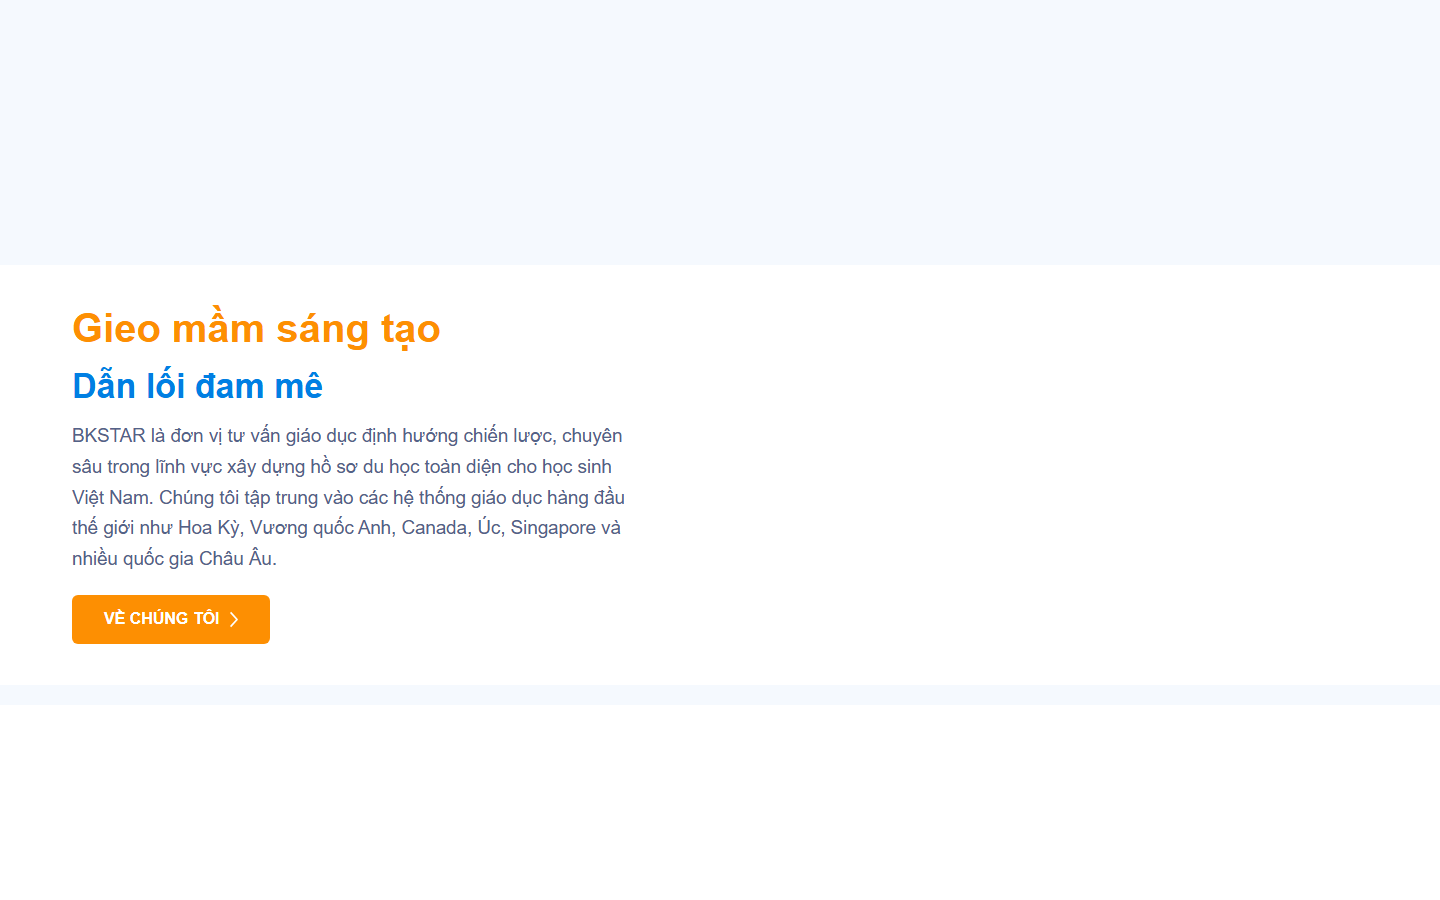 Gieo mầm sáng tạo
Dẫn lối đam mê
BKSTAR là đơn vị tư vấn giáo dục định hướng chiến lược, chuyên
sâu trong lĩnh vực xây dựng hồ sơ du học toàn diện cho học sinh
Việt Nam. Chúng tôi tập trung vào các hệ thống giáo dục hàng đầu
thế giới như Hoa Kỳ, Vương quốc Anh, Canada, Úc, Singapore và
nhiều quốc gia Châu Âu.
VỀ CHÚNG TÔI